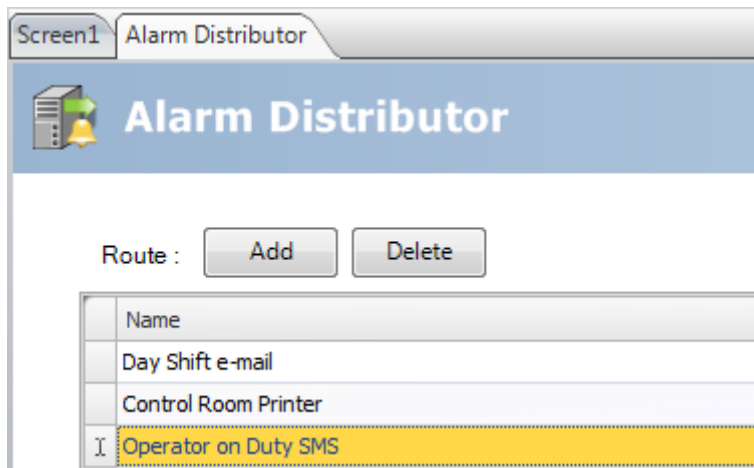 Screen1 Alarm Distributor
Alarm Distributor
Route : Add Delete
Name
Day Shift e-mail
Control Room Printer
Operator on Duty SMS